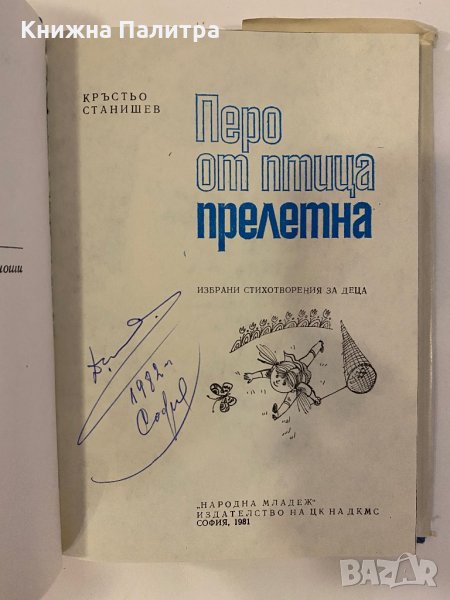 Книжна Палитра
КРЪСТЬО
СТАНИШЕВ
Перо
от птица
прелетна
ИЗБРАНИ СТИХОТВОРЕНИЯ ЗА ДЕЦА
1982 г.
София
„НАРОДНА МЛАДЕЖ“
ИЗДАТЕЛСТВО НА ЦК НА ДКМС
СОФИЯ, 1981
BAZAR